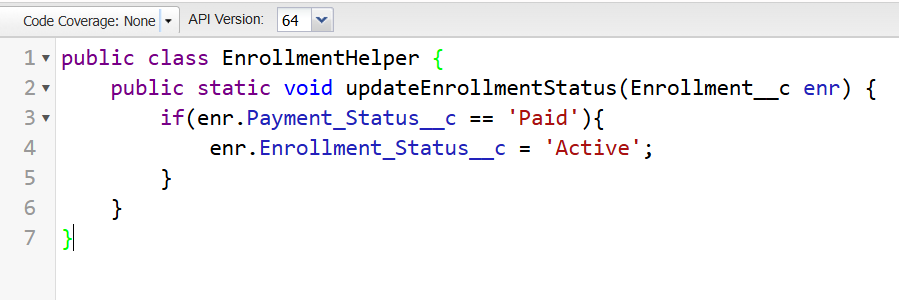 Code Coverage: None API Version: 64
1 public class EnrollmentHelper {
2 public static void updateEnrollmentStatus(Enrollment__c enr) {
3 if(enr.Payment_Status__c == 'Paid'){
4 enr.Enrollment_Status__c = 'Active';
5 }
6 }
7 }